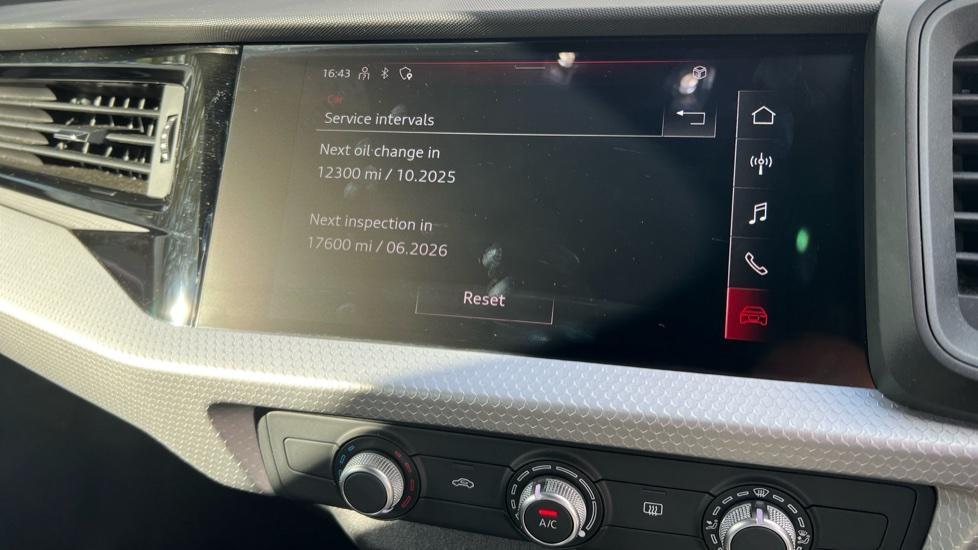 16:43
Car
Service intervals
Next oil change in
12300 mi / 10.2025
Next inspection in
17600 mi / 06.2026
Reset
A/C